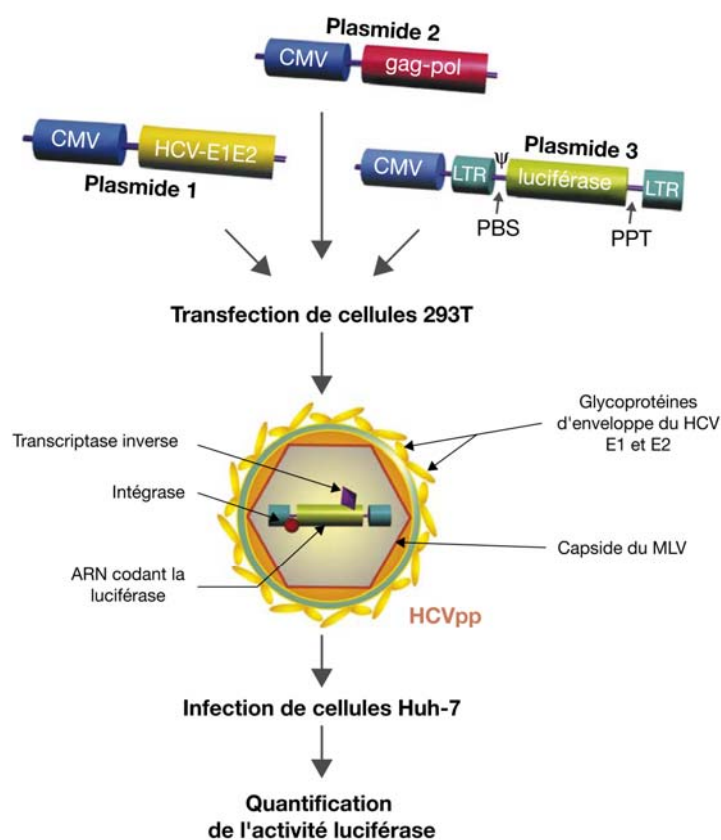 Plasmide 2
CMV
gag-pol
CMV
HCV-E1E2
Plasmide 1
Plasmide 3
CMV
LTR
ψ
luciférase
LTR
PBS
PPT
Transfection de cellules 293T
Transcriptase inverse
Intégrase
ARN codant la
luciférase
Glycoprotéines
d'enveloppe du HCV
E1 et E2
Capside du MLV
HCVpp
Infection de cellules Huh-7
Quantification
de l'activité luciférase